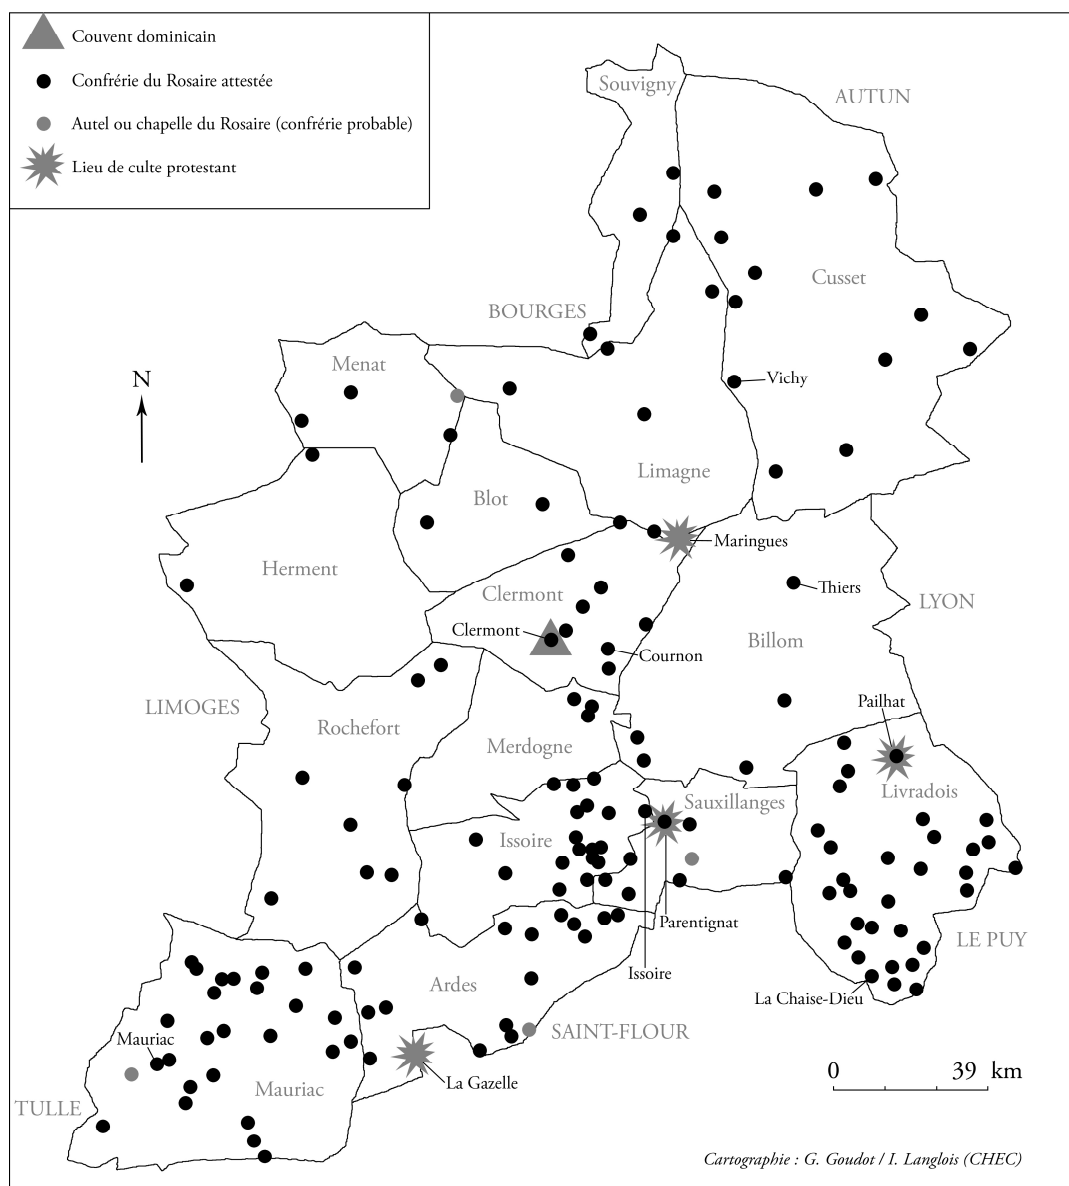 Couvent dominicain
Confrérie du Rosaire attestée
Autel ou chapelle du Rosaire (confrérie probable)
Lieu de culte protestant
Souvigny
AUTUN
Cusset
BOURGES
Menat
N
Vichy
Limagne
Blot
Maringues
Herment
Clermont
Thiers
LYON
Clermont
Cournon
Billom
LIMOGES
Pailhat
Rochefort
Merdogne
Livradois
Sauxillanges
Issoire
Parentignat
LE PUY
Issoire
Ardes
La Chaise-Dieu
SAINT-FLOUR
Mauriac
La Gazelle
Mauriac
0 39 km
TULLE
Cartographie : G. Goudot / I. Langlois (CHEC)